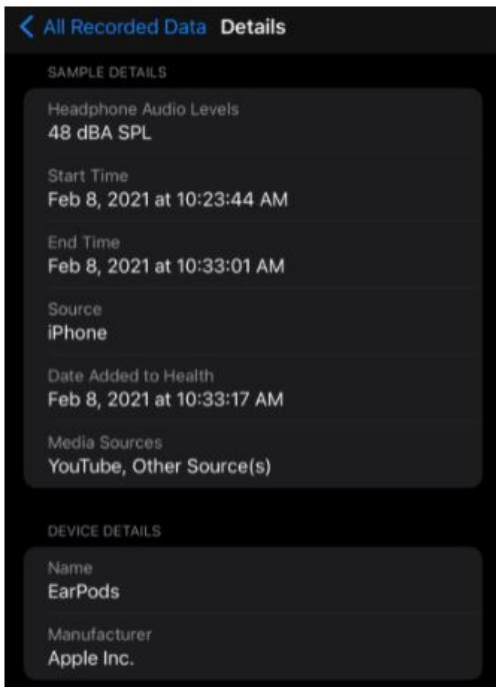 All Recorded Data Details
SAMPLE DETAILS
Headphone Audio Levels
48 dBA SPL
Start Time
Feb 8, 2021 at 10:23:44 AM
End Time
Feb 8, 2021 at 10:33:01 AM
Source
iPhone
Date Added to Health
Feb 8, 2021 at 10:33:17 AM
Media Sources
YouTube, Other Source(s)
DEVICE DETAILS
Name
EarPods
Manufacturer
Apple Inc.